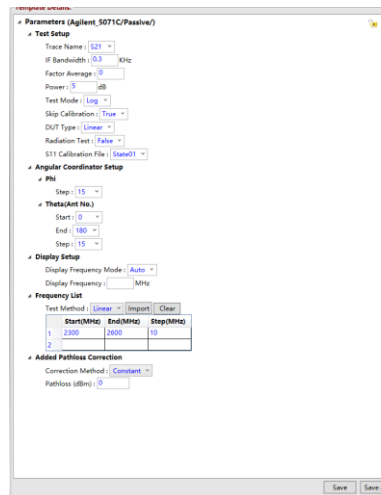 Template Details:
Parameters (Agilent_5071C/Passive/)
Test Setup
Trace Name : S21
IF Bandwidth : 0.3 KHz
Factor Average : 0
Power : 5 dB
Test Mode : Log
Skip Calibration : True
DUT Type : Linear
Radiation Test : False
S11 Calibration File : State01
Angular Coordinator Setup
Phi
Step : 15
Theta(Ant No.)
Start : 0
End : 180
Step : 15
Display Setup
Display Frequency Mode : Auto
Display Frequency : MHz
Frequency List
Test Method : Linear Import Clear
Start(MHz) End(MHz) Step(MHz)
1 2300 2600 10
2
Added Pathloss Correction
Correction Method : Constant
Pathloss (dBm) : 0
Save Save